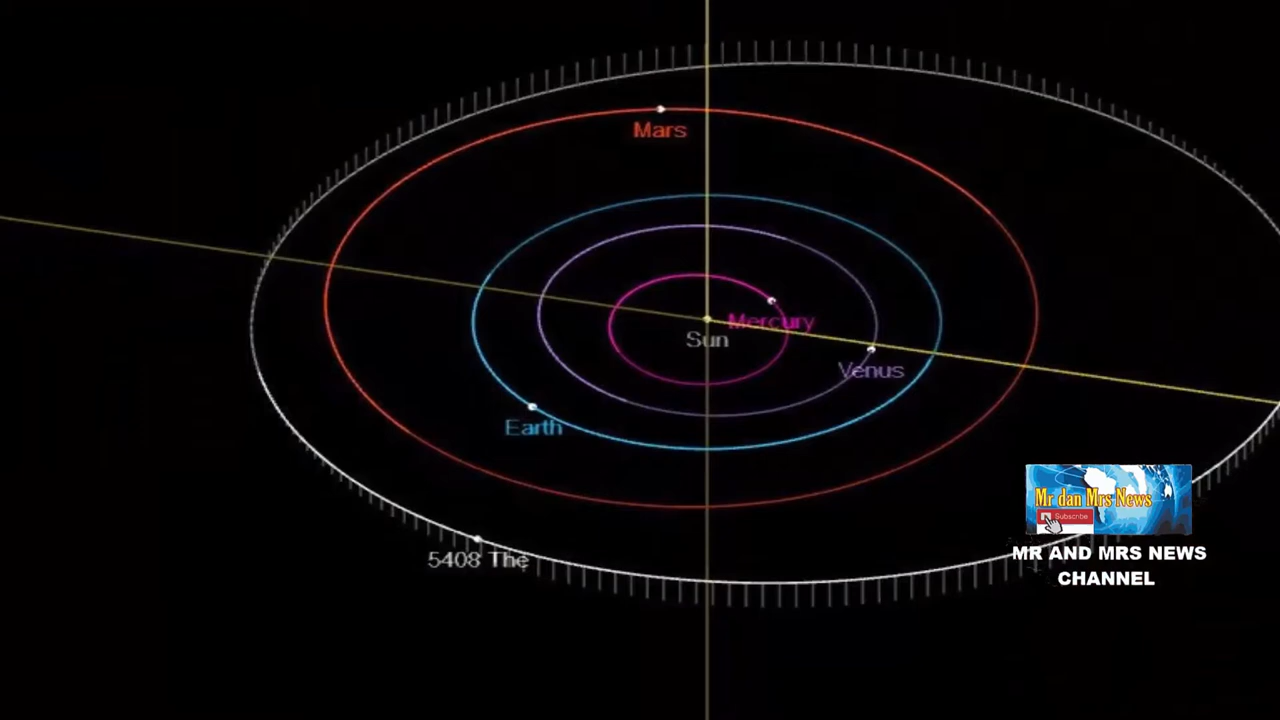 Mars
Mercury
Sun
Venus
Earth
Mr dan Mrs News
Subscribe
5408 The
MR AND MRS NEWS
CHANNEL